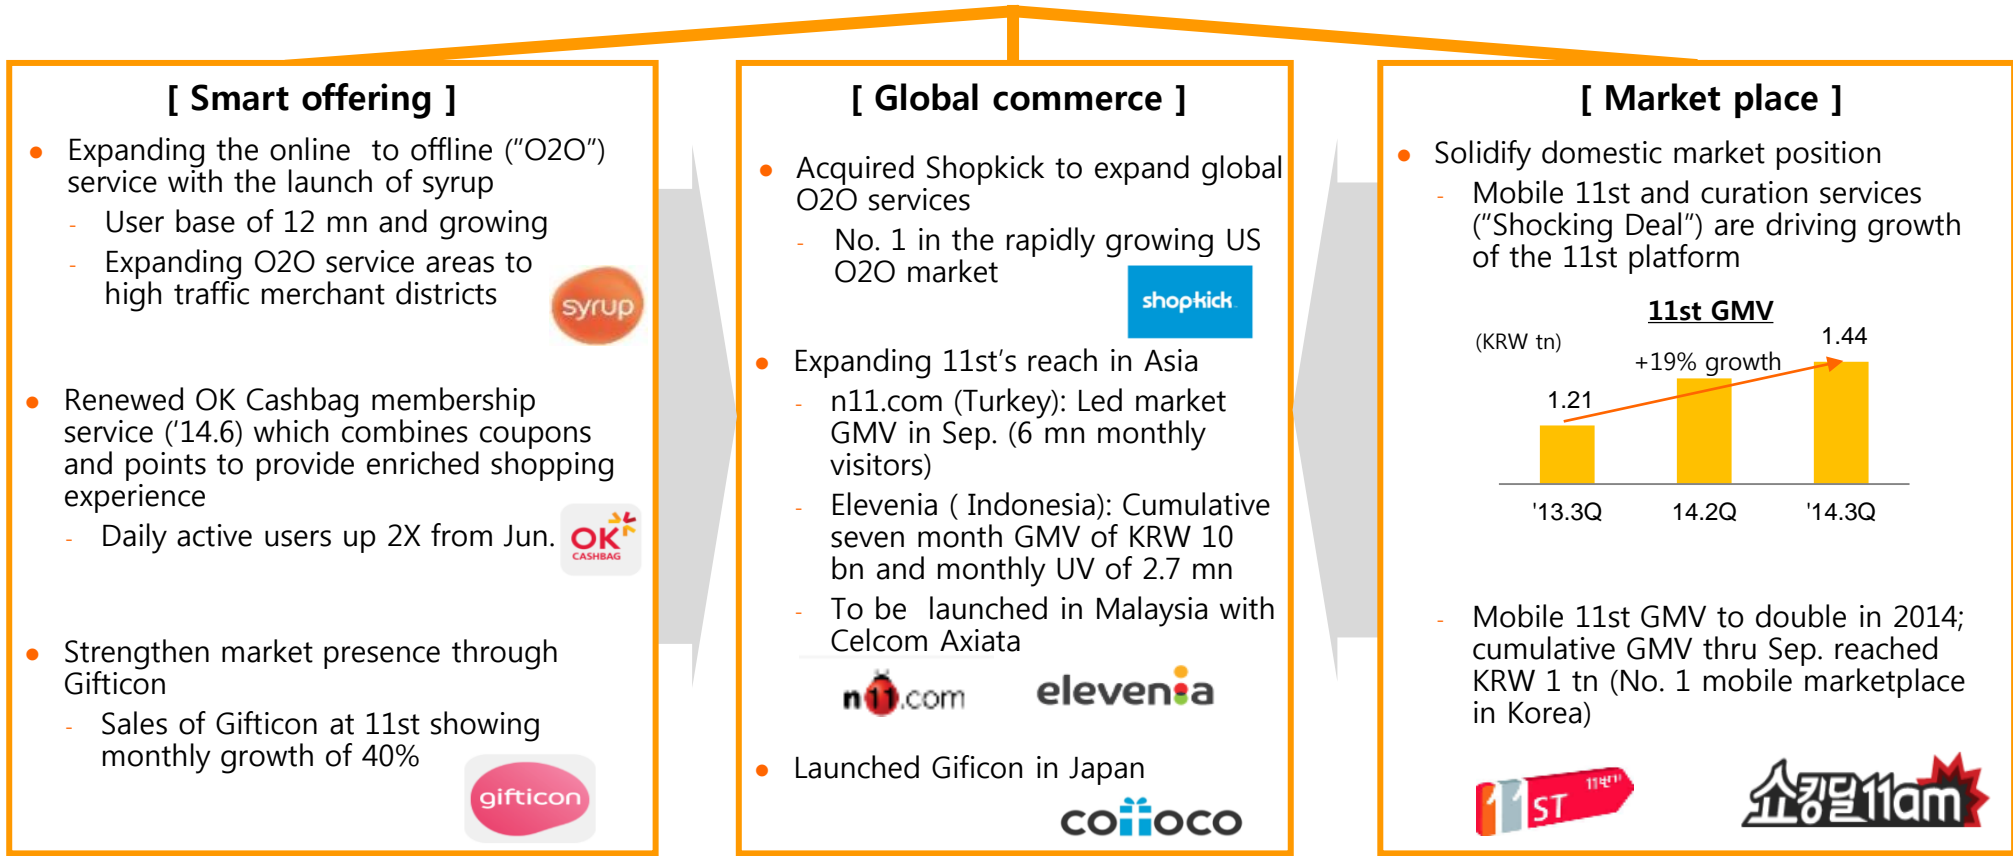 [ Smart offering ]
● Expanding the online to offline ("O2O")
service with the launch of syrup
- User base of 12 mn and growing
- Expanding O2O service areas to
high traffic merchant districts
syrup
● Renewed OK Cashbag membership
service ('14.6) which combines coupons
and points to provide enriched shopping
experience
- Daily active users up 2X from Jun.
OK
CASHBAG
● Strengthen market presence through
Gifticon
- Sales of Gifticon at 11st showing
monthly growth of 40%
gifticon
[ Global commerce ]
● Acquired Shopkick to expand global
O2O services
- No. 1 in the rapidly growing US
O2O market
shopkick
● Expanding 11st's reach in Asia
- n11.com (Turkey): Led market
GMV in Sep. (6 mn monthly
visitors)
- Elevenia ( Indonesia): Cumulative
seven month GMV of KRW 10
bn and monthly UV of 2.7 mn
- To be launched in Malaysia with
Celcom Axiata
n11.com
elevenia
● Launched Gificon in Japan
cotoco
[ Market place ]
● Solidify domestic market position
- Mobile 11st and curation services
("Shocking Deal") are driving growth
of the 11st platform
11st GMV
(KRW tn)
+19% growth
1.21
1.44
'13.3Q
14.2Q
'14.3Q
- Mobile 11st GMV to double in 2014;
cumulative GMV thru Sep. reached
KRW 1 tn (No. 1 mobile marketplace
in Korea)
11ST
11번가
쇼킹딜11am